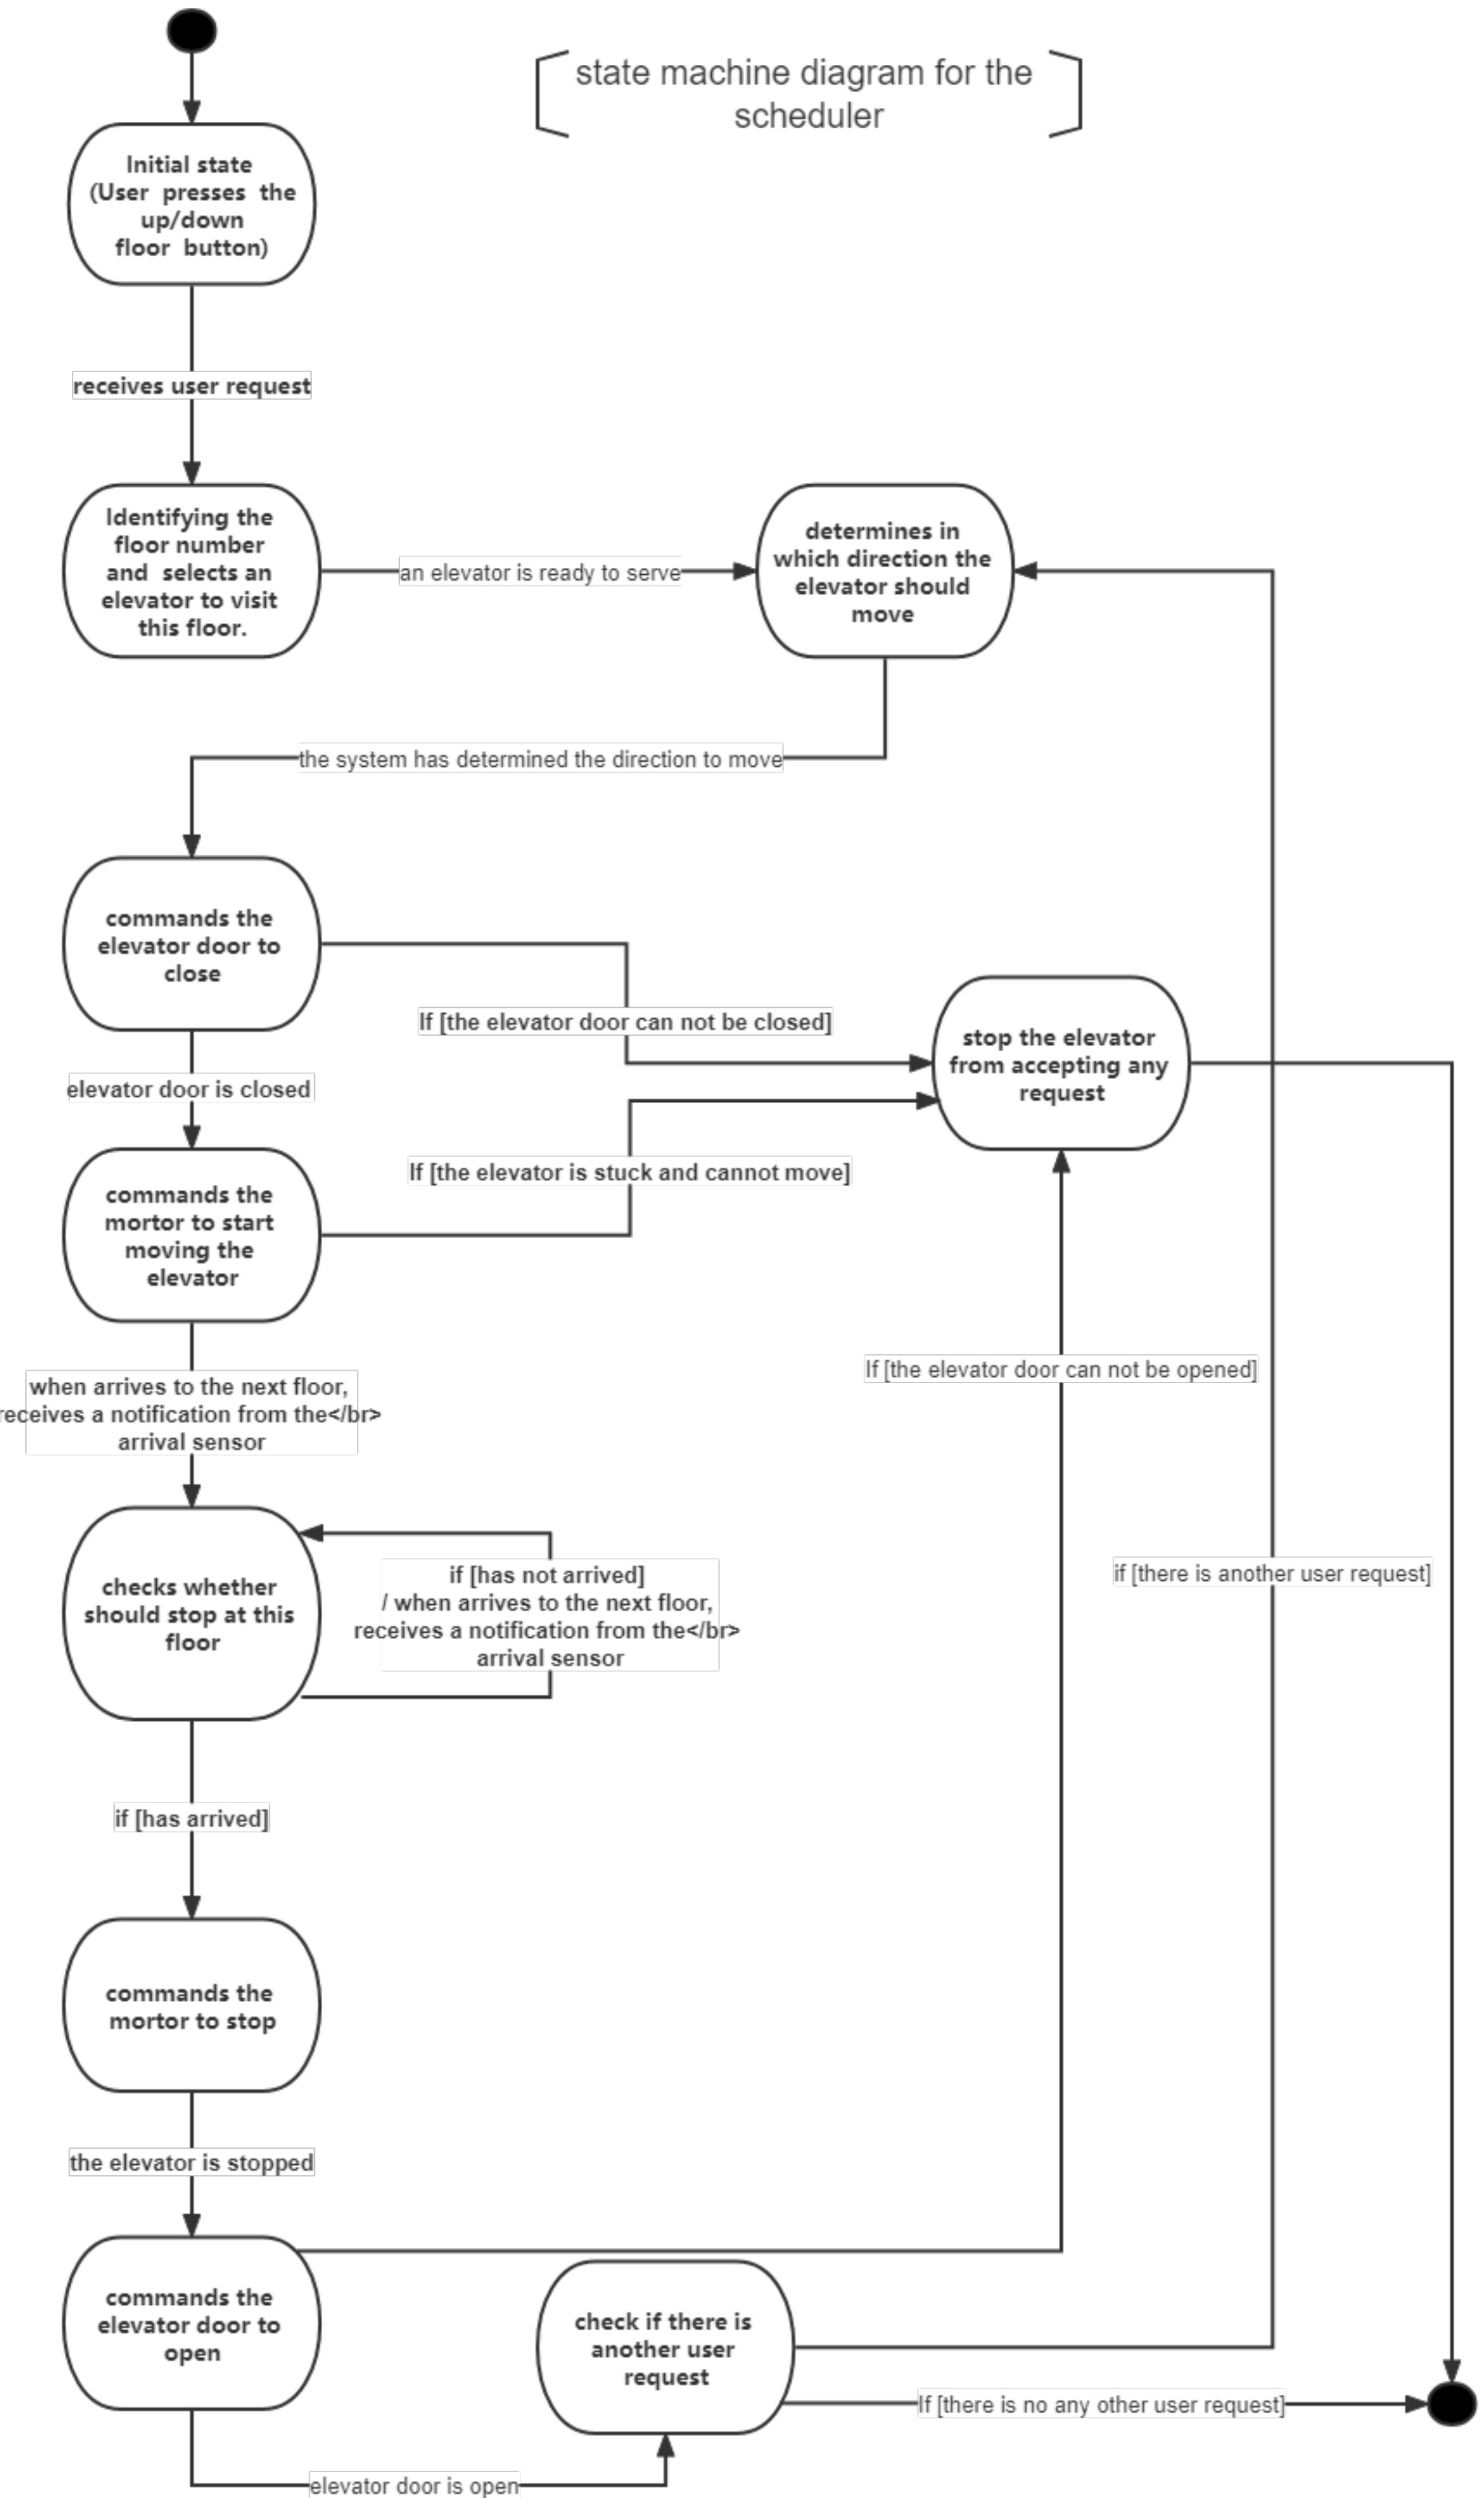 state machine diagram for the
scheduler
Initial state
(User presses the
up/down
floor button)
receives user request
Identifying the
floor number
and selects an
elevator to visit
this floor.
an elevator is ready to serve
determines in
which direction the
elevator should
move
the system has determined the direction to move
commands the
elevator door to
close
If [the elevator door can not be closed]
stop the elevator
from accepting any
request
elevator door is closed
commands the
mortor to start
moving the
elevator
If [the elevator is stuck and cannot move]
when arrives to the next floor,
receives a notification from the</br>
arrival sensor
If [the elevator door can not be opened]
checks whether
should stop at this
floor
if [has not arrived]
/ when arrives to the next floor,
receives a notification from the</br>
arrival sensor
if [there is another user request]
if [has arrived]
commands the
mortor to stop
the elevator is stopped
commands the
elevator door to
open
check if there is
another user
request
If [there is no any other user request]
elevator door is open